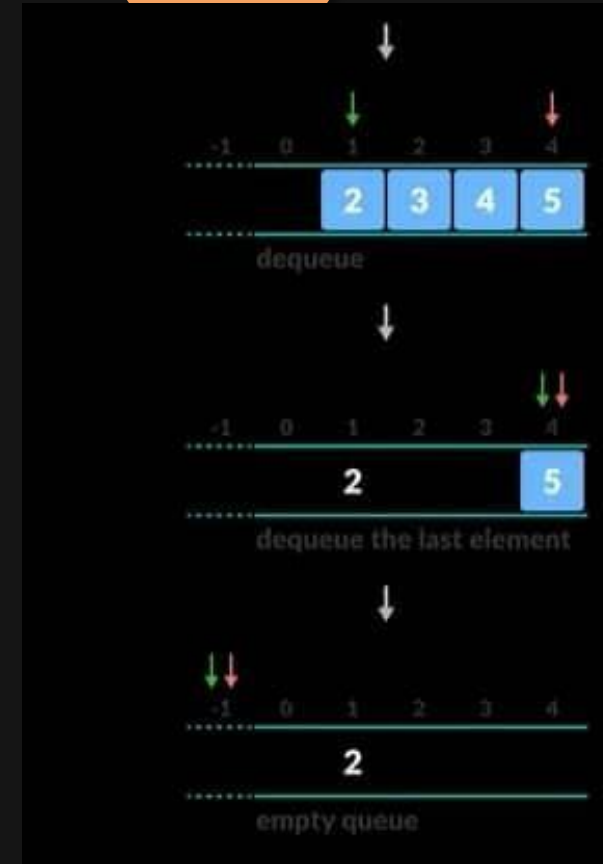 -1 0 1 2 3 4
2 3 4 5
dequeue
-1 0 1 2 3 4
2 5
dequeue the last element
-1 0 1 2 3 4
2
empty queue